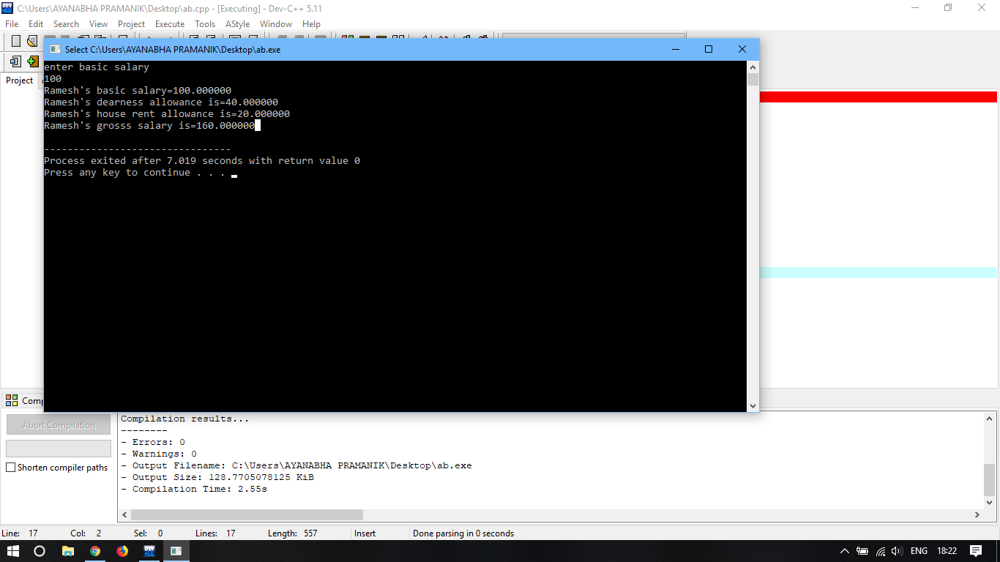 C:\Users\AYANABHA PRAMANIK\Desktop\ab.cpp - [Executing] - Dev-C++ 5.11
File Edit Search View Project Execute Tools AStyle Window Help
Select C:\Users\AYANABHA PRAMANIK\Desktop\ab.exe
Project
enter basic salary
100
Ramesh's basic salary=100.000000
Ramesh's dearness allowance is=40.000000
Ramesh's house rent allowance is=20.000000
Ramesh's grosss salary is=160.000000
--------------------------------
Process exited after 7.019 seconds with return value 0
Press any key to continue . . .
Comp
Abort Compilation
Shorten compiler paths
Compilation results...
--------
- Errors: 0
- Warnings: 0
- Output Filename: C:\Users\AYANABHA PRAMANIK\Desktop\ab.exe
- Output Size: 128.7705078125 KiB
- Compilation Time: 2.55s
Line: 17 Col: 2 Sel: 0 Lines: 17 Length: 557 Insert Done parsing in 0 seconds
DEV
ENG 18:22